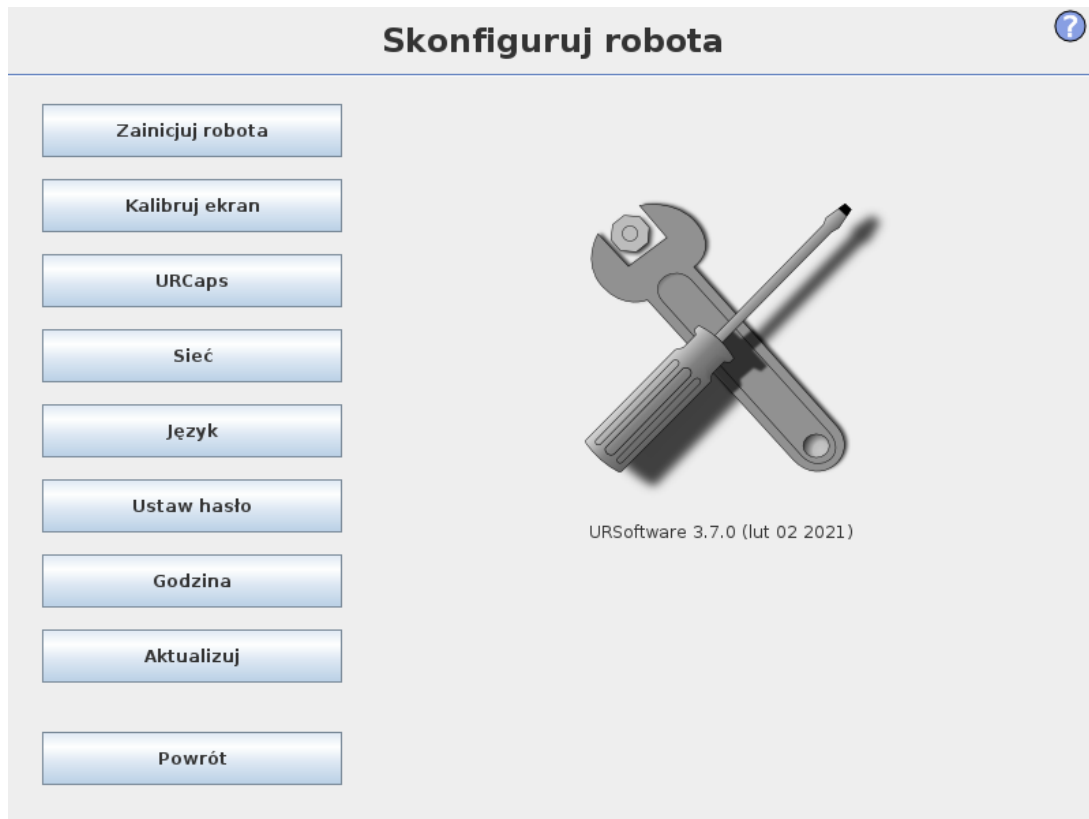 Skonfiguruj robota
?
Zainicjuj robota
Kalibruj ekran
URCaps
Sieć
Język
Ustaw hasło
Godzina
Aktualizuj
Powrót
URSoftware 3.7.0 (lut 02 2021)